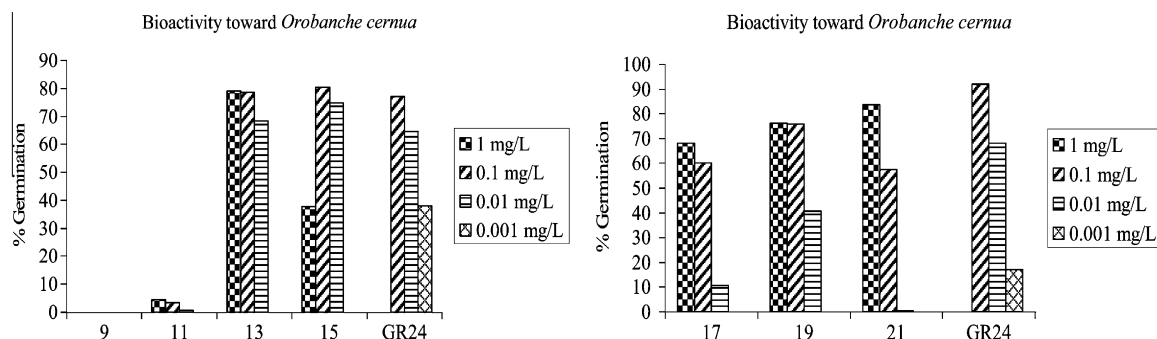 Bioactivity toward Orobanche cernua
% Germination
90
80
70
60
50
40
30
20
10
0
9 11 13 15 GR24
1 mg/L
0.1 mg/L
0.01 mg/L
0.001 mg/L
Bioactivity toward Orobanche cernua
% Germination
100
90
80
70
60
50
40
30
20
10
0
17 19 21 GR24
1 mg/L
0.1 mg/L
0.01 mg/L
0.001 mg/L